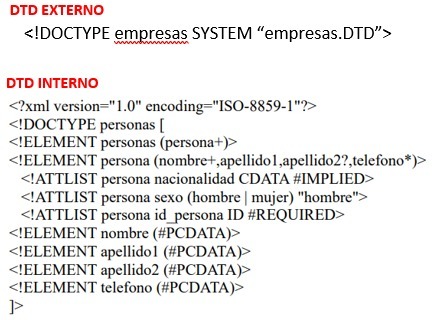 DTD EXTERNO
<!DOCTYPE empresas SYSTEM “empresas.DTD”>
DTD INTERNO
<?xml version="1.0" encoding="ISO-8859-1"?>
<!DOCTYPE personas [
<!ELEMENT personas (persona+)>
<!ELEMENT persona (nombre+,apellido1,apellido2?,telefono*)>
<!ATTLIST persona nacionalidad CDATA #IMPLIED>
<!ATTLIST persona sexo (hombre | mujer) "hombre">
<!ATTLIST persona id_persona ID #REQUIRED>
<!ELEMENT nombre (#PCDATA)>
<!ELEMENT apellido1 (#PCDATA)>
<!ELEMENT apellido2 (#PCDATA)>
<!ELEMENT telefono (#PCDATA)>
]>